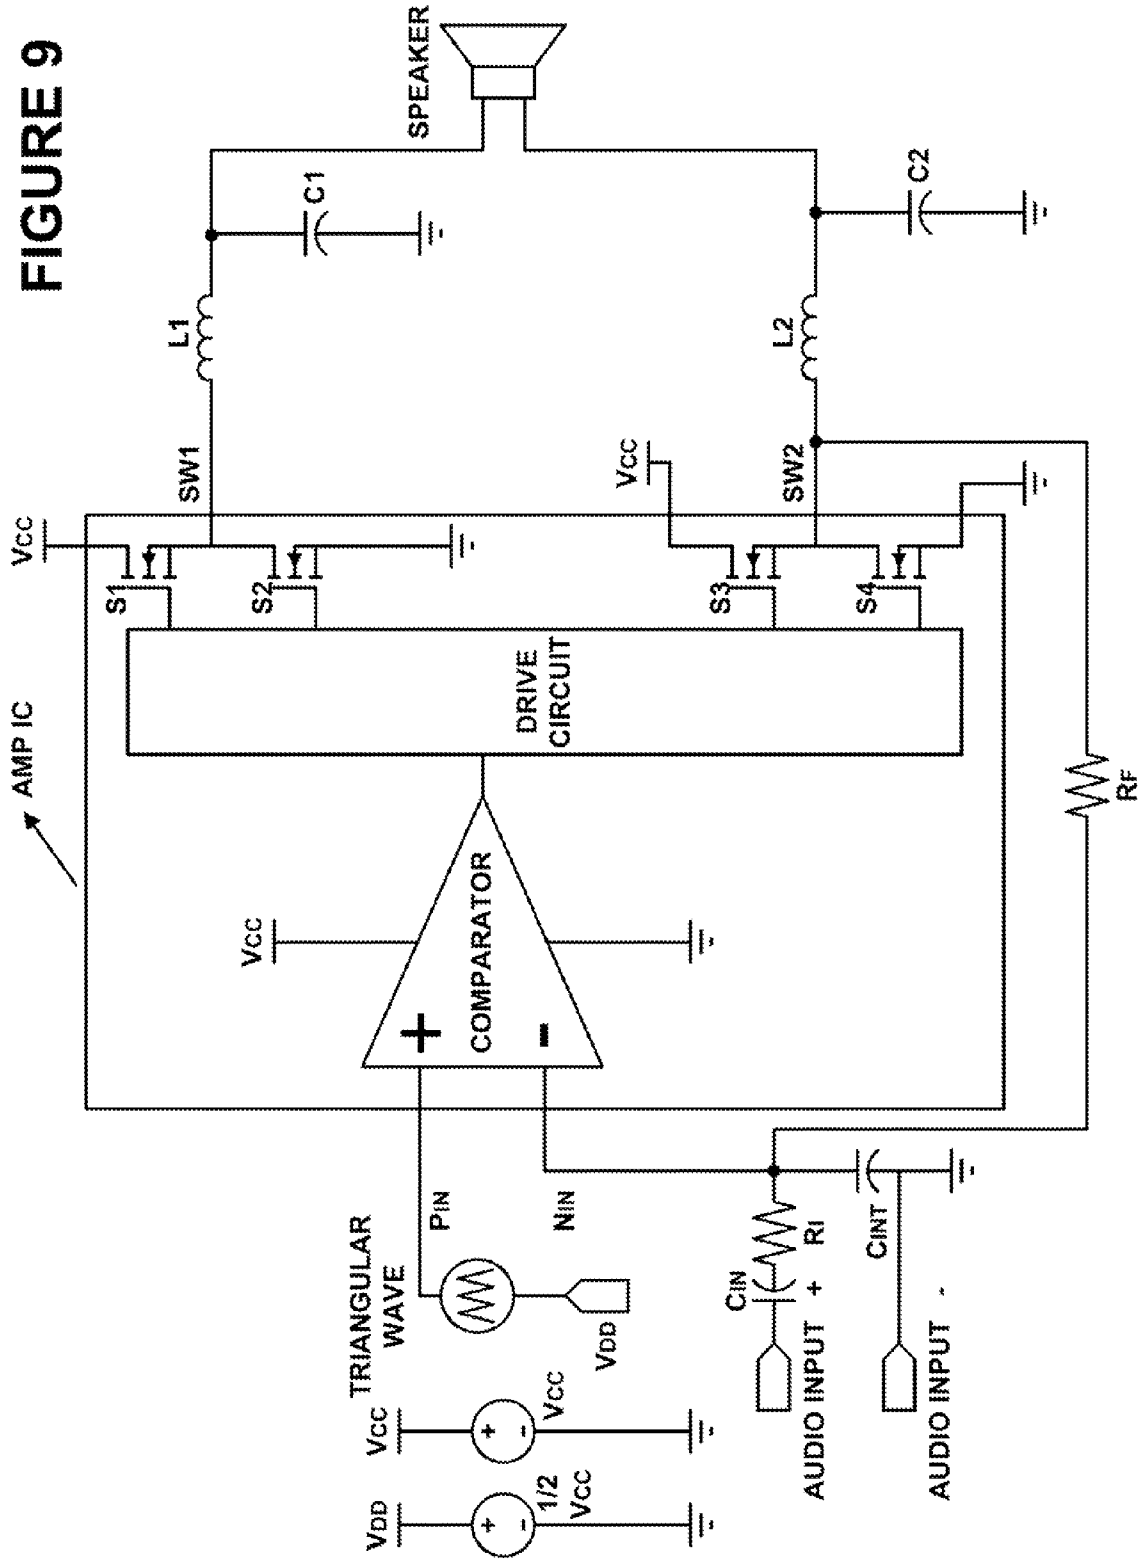 FIGURE 9
AMP IC
VCC
S1
SW1
L1
C1
SPEAKER
S2
VCC
COMPARATOR
+
-
DRIVE
CIRCUIT
VCC
S3
SW2
L2
C2
S4
RF
TRIANGULAR
WAVE
PIN
NIN
VDD
VDD
+
-
1/2
VCC
VCC
+
-
VCC
CIN
RI
AUDIO INPUT +
CINT
AUDIO INPUT -